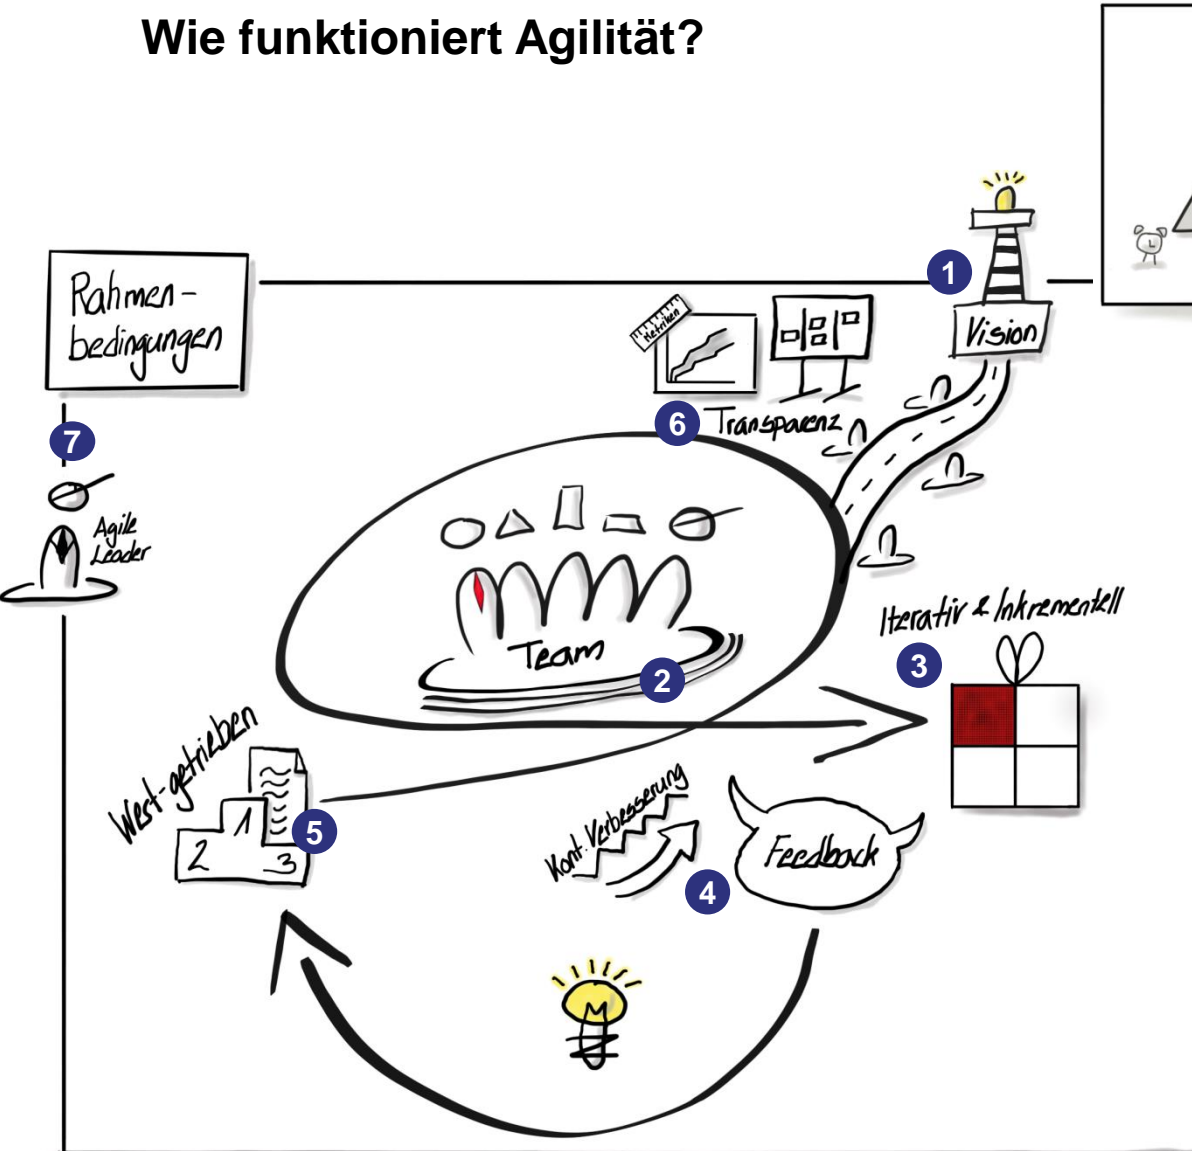 Wie funktioniert Agilität?
1
Vision
Rahmen-
bedingungen
Metriken
6
Transparenz
7
Agile
Leader
Team
2
Iterativ & Inkrementell
3
Wert-getrieben
1
2
3
5
Kont. Verbesserung
4
Feedback